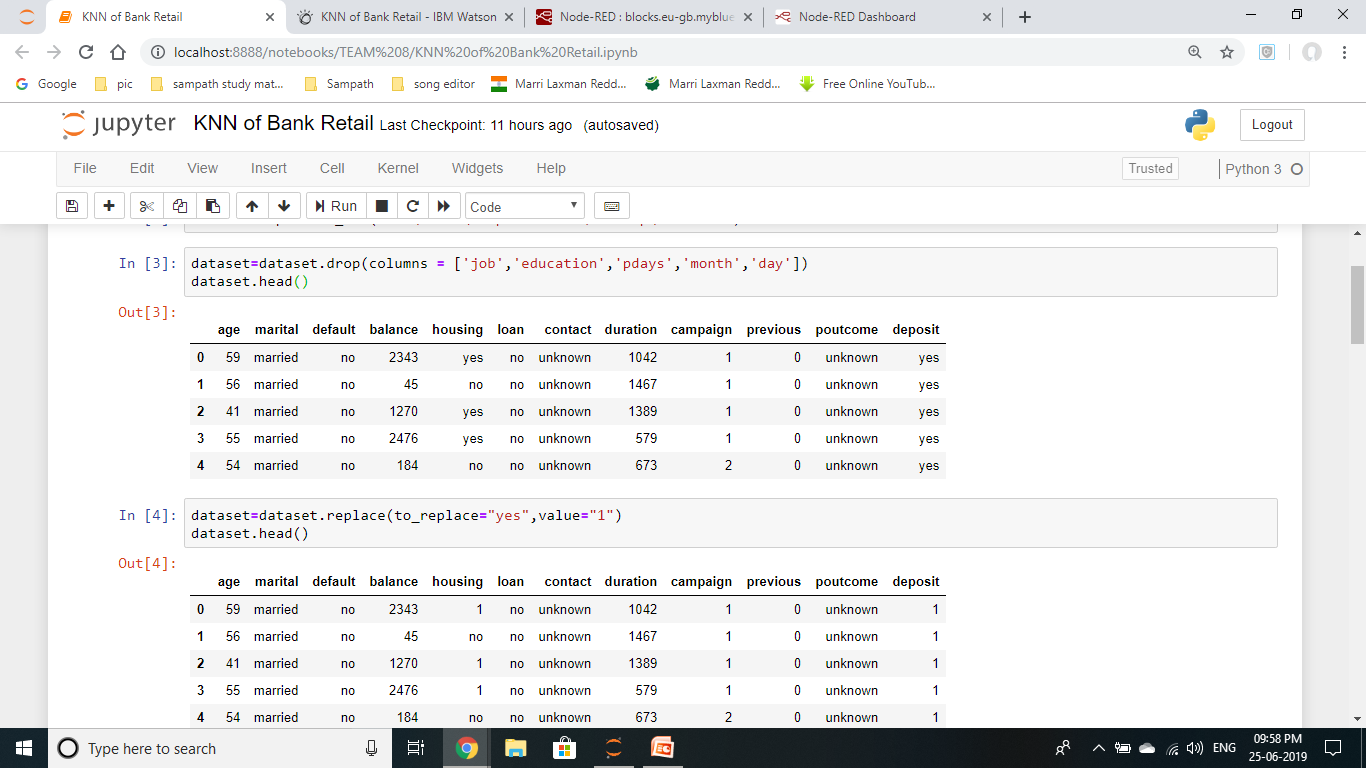 KNN of Bank Retail
KNN of Bank Retail - IBM Watson
Node-RED : blocks.eu-gb.myblue
Node-RED Dashboard
localhost:8888/notebooks/TEAM%208/KNN%20of%20Bank%20Retail.ipynb
Google pic sampath study mat... Sampath song editor Marri Laxman Redd... Marri Laxman Redd... Free Online YouTub...
jupyter KNN of Bank Retail Last Checkpoint: 11 hours ago (autosaved) Logout
File Edit View Insert Cell Kernel Widgets Help Trusted Python 3
Run Code
In [3]: dataset=dataset.drop(columns = ['job','education','pdays','month','day'])
dataset.head()
Out[3]:
age marital default balance housing loan contact duration campaign previous poutcome deposit
0 59 married no 2343 yes no unknown 1042 1 0 unknown yes
1 56 married no 45 no no unknown 1467 1 0 unknown yes
2 41 married no 1270 yes no unknown 1389 1 0 unknown yes
3 55 married no 2476 yes no unknown 579 1 0 unknown yes
4 54 married no 184 no no unknown 673 2 0 unknown yes
In [4]: dataset=dataset.replace(to_replace="yes",value="1")
dataset.head()
Out[4]:
age marital default balance housing loan contact duration campaign previous poutcome deposit
0 59 married no 2343 1 no unknown 1042 1 0 unknown 1
1 56 married no 45 no no unknown 1467 1 0 unknown 1
2 41 married no 1270 1 no unknown 1389 1 0 unknown 1
3 55 married no 2476 1 no unknown 579 1 0 unknown 1
4 54 married no 184 no no unknown 673 2 0 unknown 1
Type here to search
ENG
09:58 PM
25-06-2019